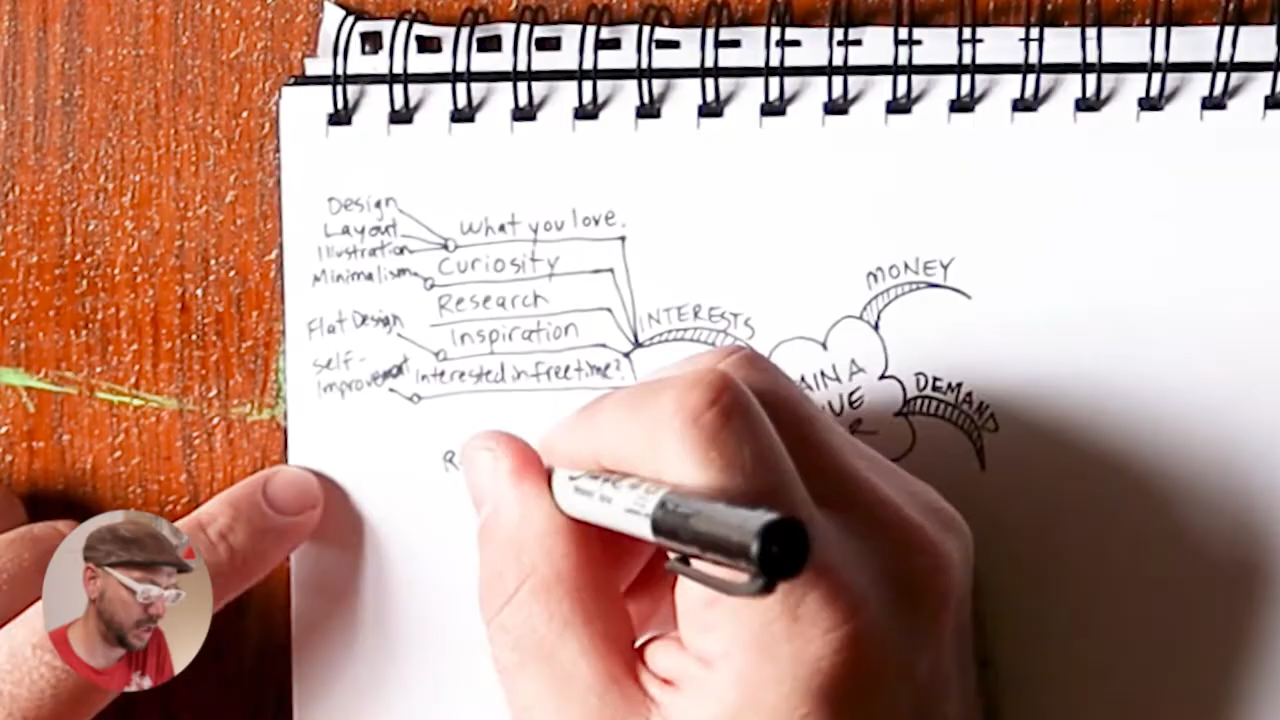 Design
Layout
Illustration
Minimalism
Flat Design
Self-
Improvement
What you love.
Curiosity
Research
Inspiration
Interested in free time?
INTERESTS
MONEY
DEMAND
R